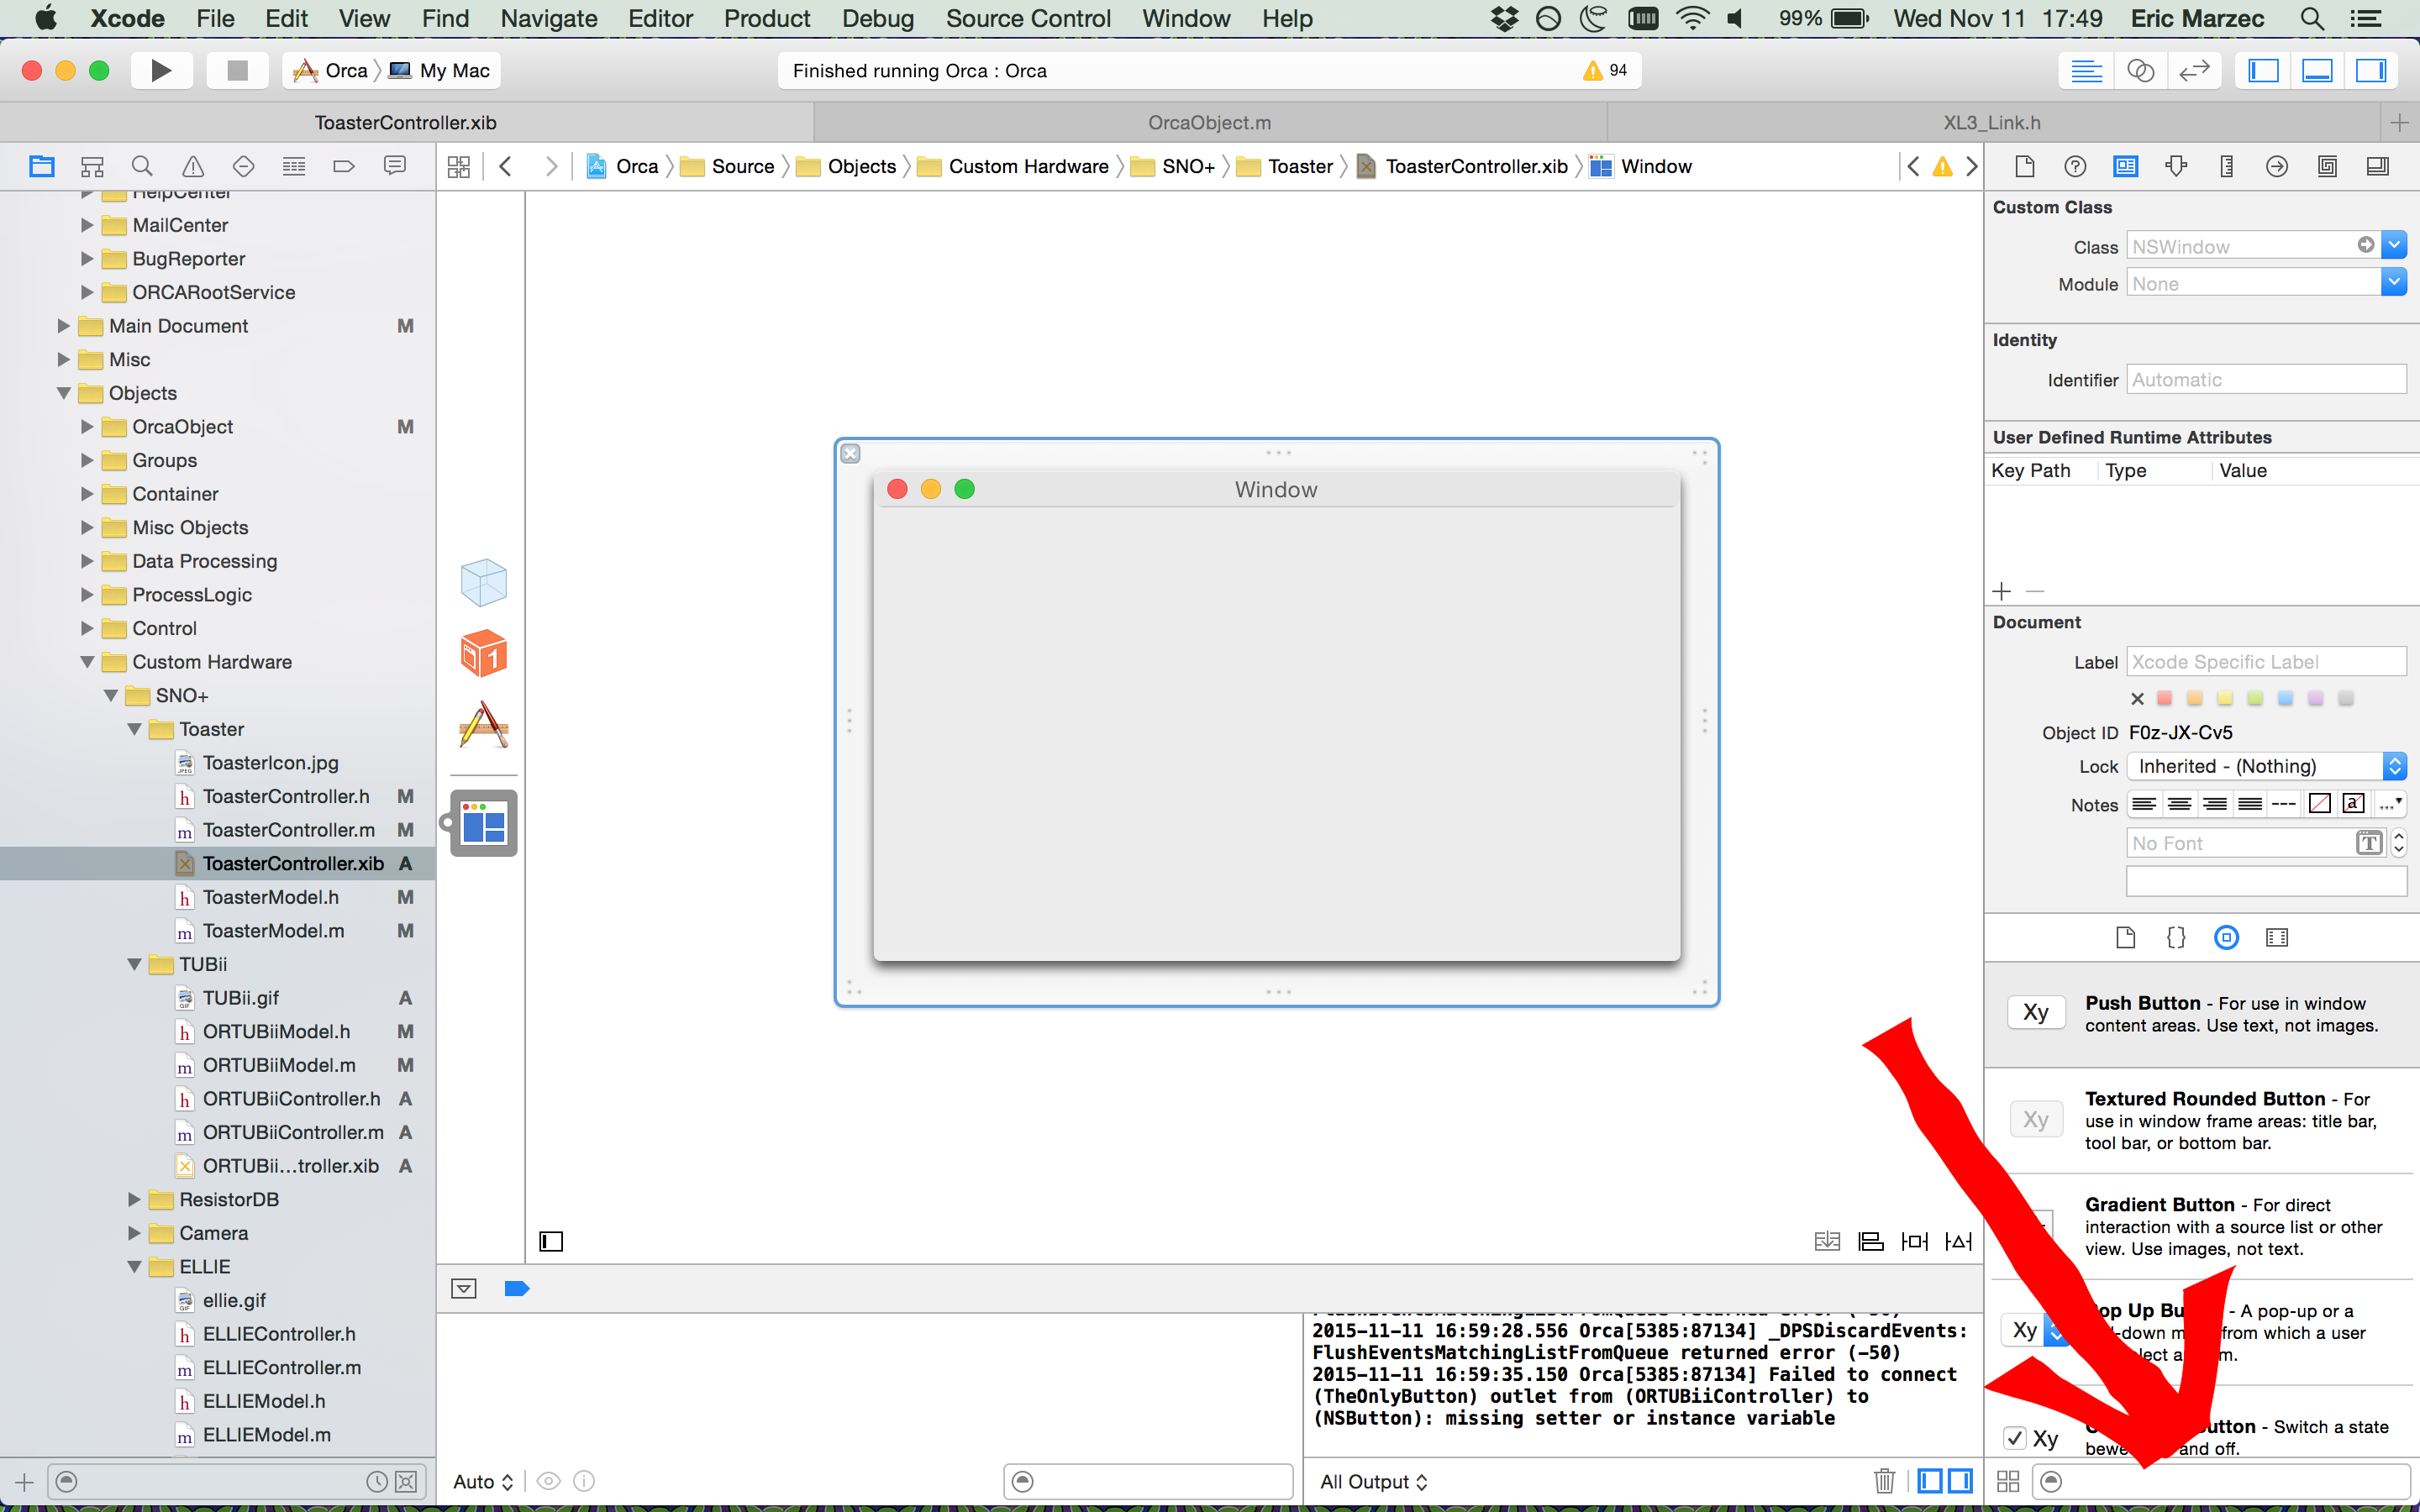 Xcode File Edit View Find Navigate Editor Product Debug Source Control Window Help 99% Wed Nov 11 17:49 Eric Marzec
Orca My Mac Finished running Orca : Orca 94
ToasterController.xib OrcaObject.m XL3_Link.h
Orca Source Objects Custom Hardware SNO+ Toaster ToasterController.xib Window
HelpCenter
MailCenter
BugReporter
ORCARootService
Main Document M
Misc
Objects
OrcaObject M
Groups
Container
Misc Objects
Data Processing
ProcessLogic
Control
Custom Hardware
SNO+
Toaster
ToasterIcon.jpg
ToasterController.h M
ToasterController.m M
ToasterController.xib A
ToasterModel.h M
ToasterModel.m M
TUBii
TUBii.gif A
ORTUBiiModel.h M
ORTUBiiModel.m M
ORTUBiiController.h A
ORTUBiiController.m A
ORTUBii...troller.xib A
ResistorDB
Camera
ELLIE
ellie.gif
ELLIEController.h
ELLIEController.m
ELLIEModel.h
ELLIEModel.m
Window
Auto
FlushEventsMatchingListFromQueue returned error (-50)
2015-11-11 16:59:28.556 Orca[5385:87134] _DPSDiscardEvents:
FlushEventsMatchingListFromQueue returned error (-50)
2015-11-11 16:59:35.150 Orca[5385:87134] Failed to connect
(TheOnlyButton) outlet from (ORTUBiiController) to
(NSButton): missing setter or instance variable
All Output
Custom Class
Class NSWindow
Module None
Identity
Identifier Automatic
User Defined Runtime Attributes
Key Path Type Value
Document
Label Xcode Specific Label
Object ID F0z-JX-Cv5
Lock Inherited - (Nothing)
Notes
No Font
Xy Push Button - For use in window
content areas. Use text, not images.
Xy Textured Rounded Button - For
use in window frame areas: title bar,
tool bar, or bottom bar.
Gradient Button - For direct
interaction with a source list or other
view. Use images, not text.
Xy op Up Bu - A pop-up or a
-down m from which a user
lect a m.
Xy utton - Switch a state
bewe and off.